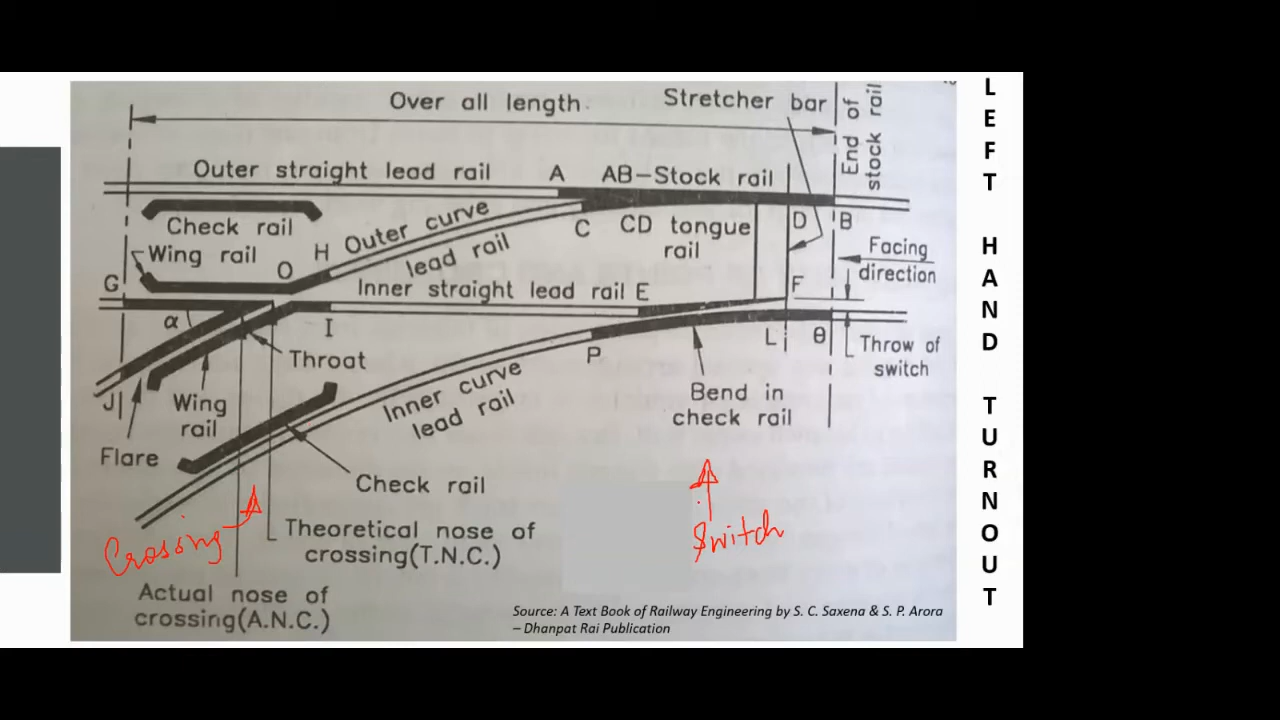 Over all length.
Stretcher bar
End of
stock rail
Outer straight lead rail
A
AB-Stock rail
Check rail
Outer curve
lead rail
C
CD tongue
rail
D
B
Wing rail
H
O
Facing
direction
G
Inner straight lead rail
E
F
α
I
Throat
P
L
θ
Throw of
switch
J
Wing
rail
Inner curve
lead rail
Bend in
check rail
Flare
Check rail
Crossing
Switch
Theoretical nose of
crossing(T.N.C.)
Actual nose of
crossing(A.N.C.)
Source: A Text Book of Railway Engineering by S. C. Saxena & S. P. Arora
– Dhanpat Rai Publication
LEFT HAND TURNOUT